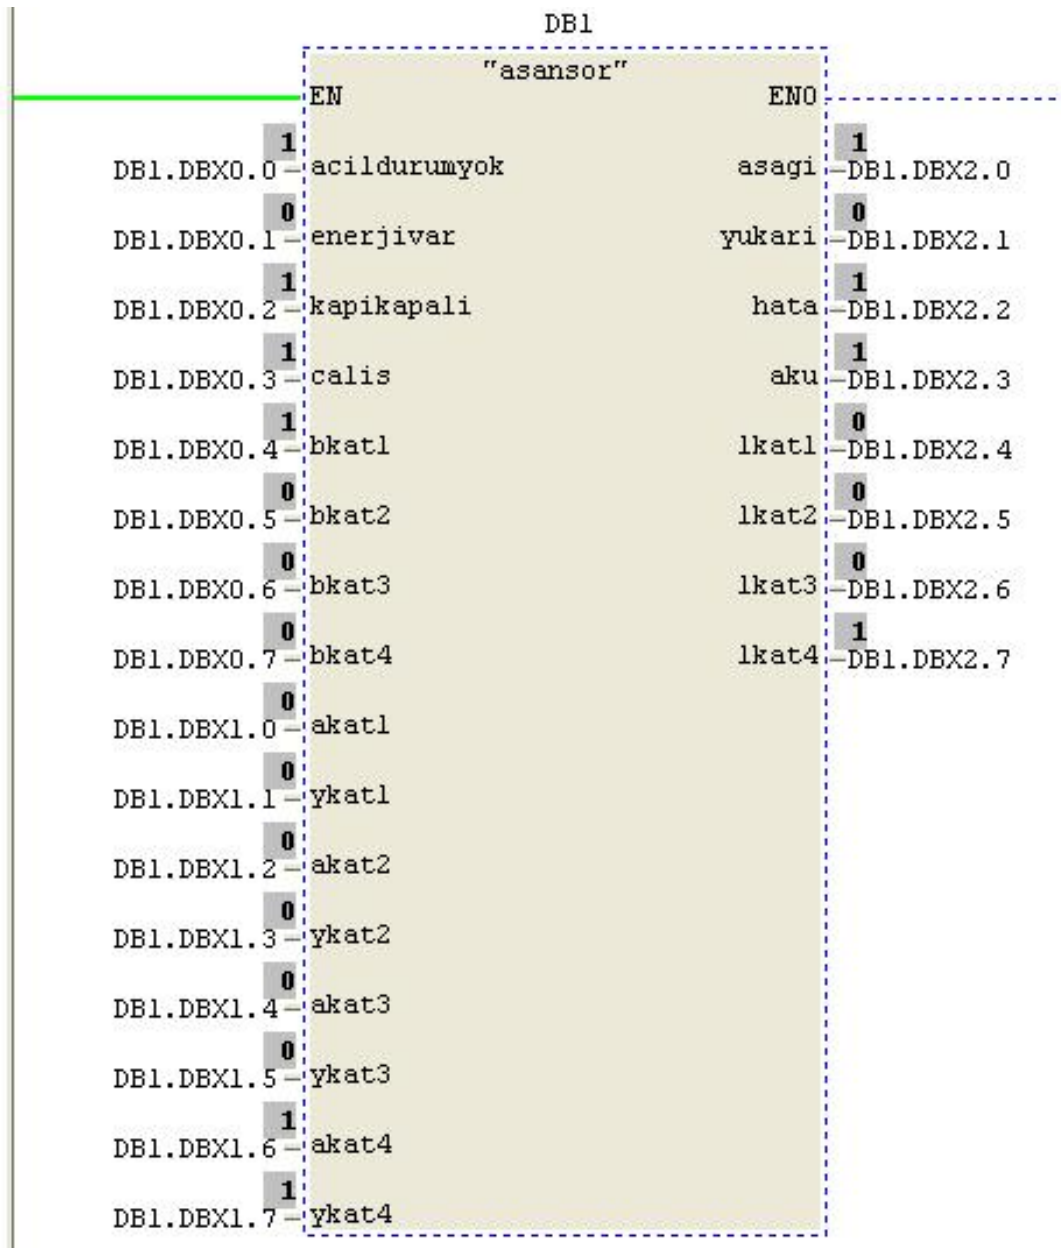 DB1
"asansor"
EN ENO
1 1
DB1.DBX0.0 acildurumyok asagi DB1.DBX2.0
0 0
DB1.DBX0.1 enerjivar yukari DB1.DBX2.1
1 1
DB1.DBX0.2 kapikapali hata DB1.DBX2.2
1 1
DB1.DBX0.3 calis aku DB1.DBX2.3
1 0
DB1.DBX0.4 bkat1 lkat1 DB1.DBX2.4
0 0
DB1.DBX0.5 bkat2 lkat2 DB1.DBX2.5
0 0
DB1.DBX0.6 bkat3 lkat3 DB1.DBX2.6
0 1
DB1.DBX0.7 bkat4 lkat4 DB1.DBX2.7
0
DB1.DBX1.0 akat1
0
DB1.DBX1.1 ykat1
0
DB1.DBX1.2 akat2
0
DB1.DBX1.3 ykat2
0
DB1.DBX1.4 akat3
0
DB1.DBX1.5 ykat3
1
DB1.DBX1.6 akat4
1
DB1.DBX1.7 ykat4